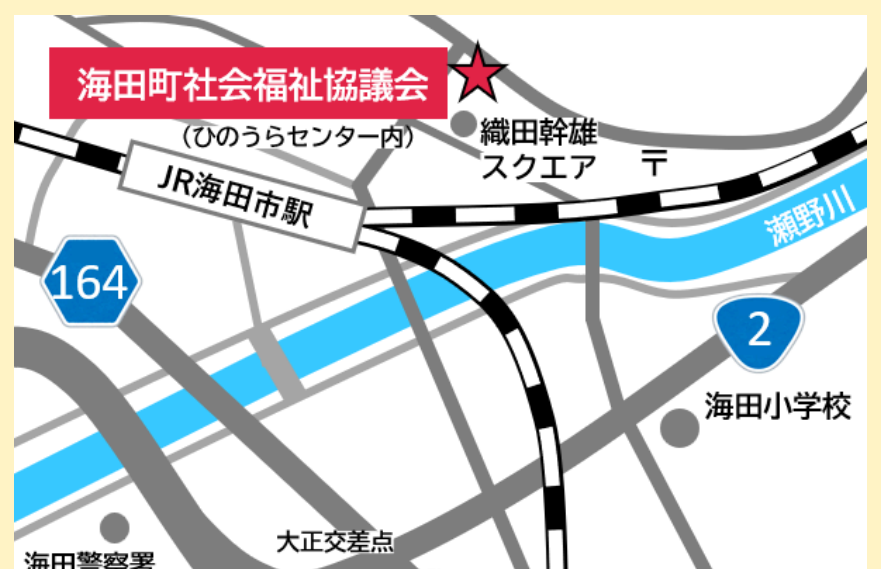 海田町社会福祉協議会
（ひのうらセンター内）
織田幹雄
スクエア
〒
JR海田市駅
瀬野川
164
2
海田小学校
大正交差点
海田警察署